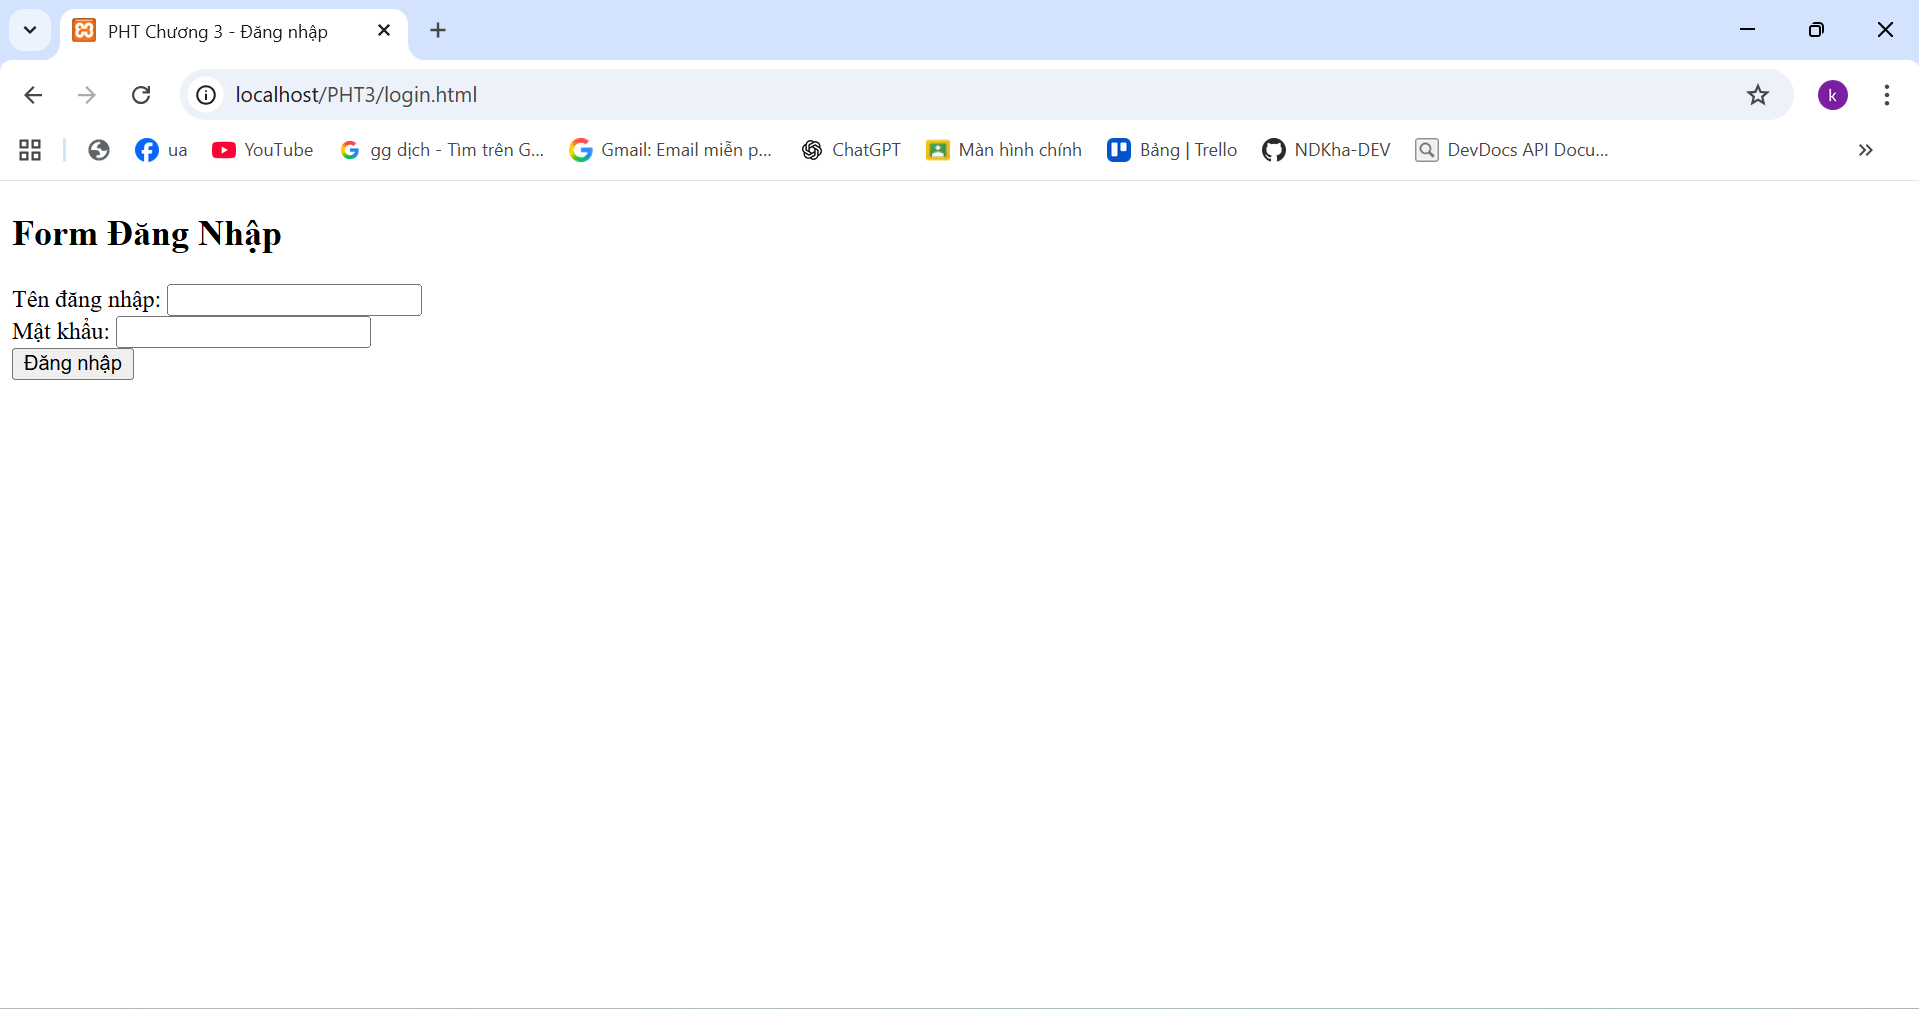 PHT Chương 3 - Đăng nhập
localhost/PHT3/login.html
k
ua
YouTube
gg dịch - Tìm trên G...
Gmail: Email miễn p...
ChatGPT
Màn hình chính
Bảng | Trello
NDKha-DEV
DevDocs API Docu...
Form Đăng Nhập
Tên đăng nhập:
Mật khẩu:
Đăng nhập